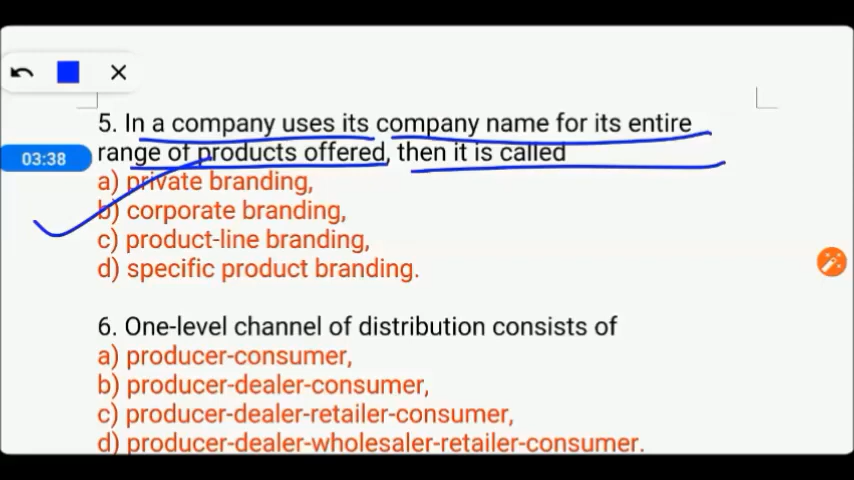 5. In a company uses its company name for its entire
03:38
range of products offered, then it is called
a) private branding,
b) corporate branding,
c) product-line branding,
d) specific product branding.
6. One-level channel of distribution consists of
a) producer-consumer,
b) producer-dealer-consumer,
c) producer-dealer-retailer-consumer,
d) producer-dealer-wholesaler-retailer-consumer.